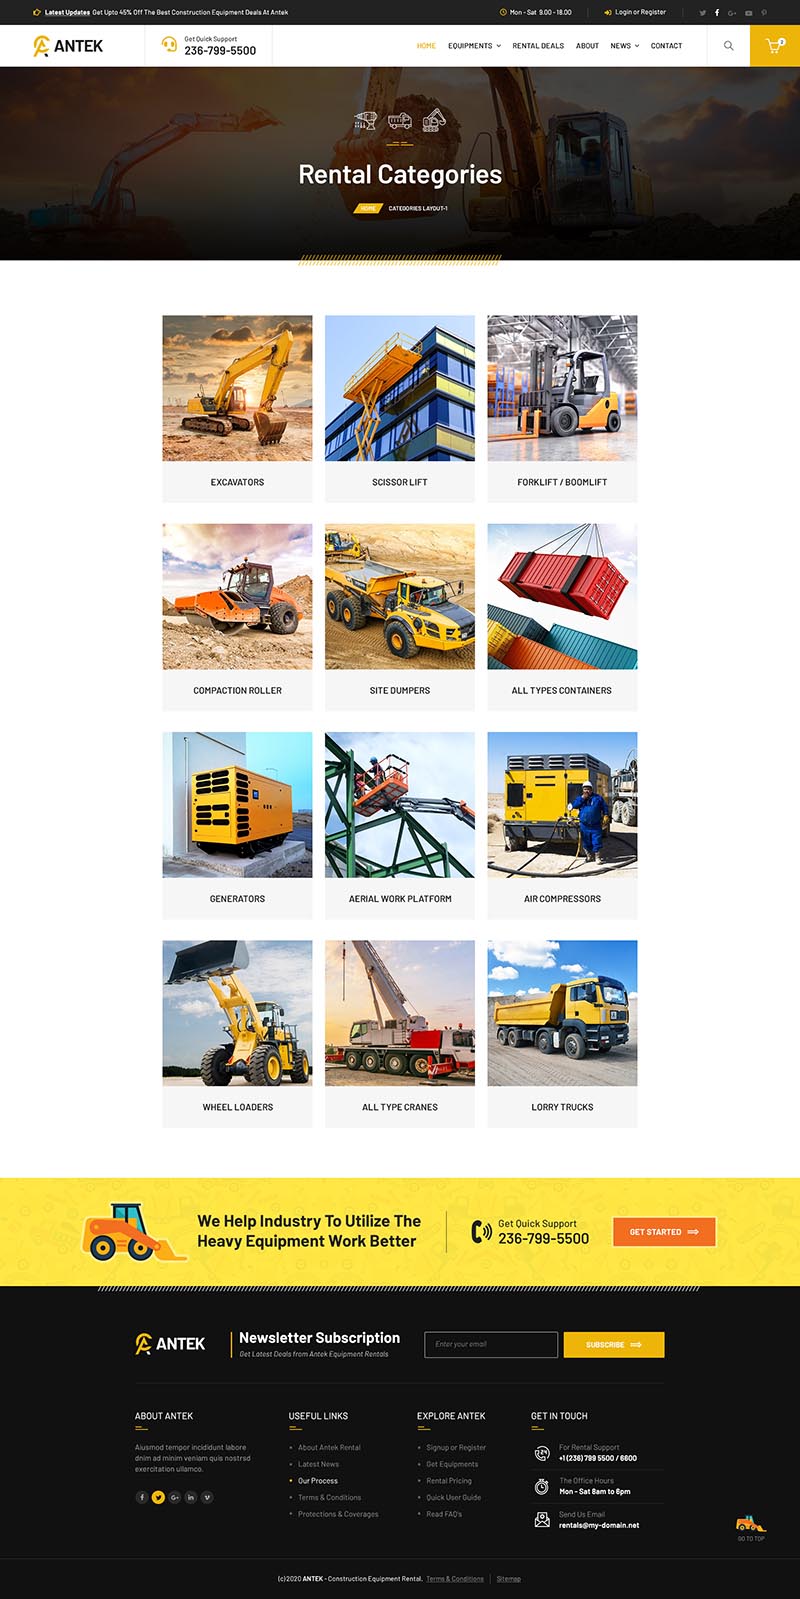 Latest Updates Get Upto 45% Off The Best Construction Equipment Deals At Antek
Mon - Sat 9.00 - 18.00
Login or Register
ANTEK
Get Quick Support
236-799-5500
HOME
EQUIPMENTS
RENTAL DEALS
ABOUT
NEWS
CONTACT
Rental Categories
HOME
CATEGORIES LAYOUT-1
EXCAVATORS
SCISSOR LIFT
FORKLIFT / BOOMLIFT
COMPACTION ROLLER
SITE DUMPERS
ALL TYPES CONTAINERS
GENERATORS
AERIAL WORK PLATFORM
AIR COMPRESSORS
WHEEL LOADERS
ALL TYPE CRANES
LORRY TRUCKS
We Help Industry To Utilize The
Heavy Equipment Work Better
Get Quick Support
236-799-5500
GET STARTED
ANTEK
Newsletter Subscription
Get Latest Deals from Antek Equipment Rentals
Enter your email
SUBSCRIBE
ABOUT ANTEK
Aiusmod tempor incididunt labore
dnim ad minim veniam quis nostrsd
exercitation ullamco.
USEFUL LINKS
About Antek Rental
Latest News
Our Process
Terms & Conditions
Protections & Coverages
EXPLORE ANTEK
Signup or Register
Get Equipments
Rental Pricing
Quick User Guide
Read FAQ's
GET IN TOUCH
For Rental Support
+1 (236) 799 5500 / 6600
The Office Hours
Mon - Sat 8am to 6pm
Send Us Email
rentals@my-domain.net
GO TO TOP
(c) 2020 ANTEK - Construction Equipment Rental. Terms & Conditions Sitemap